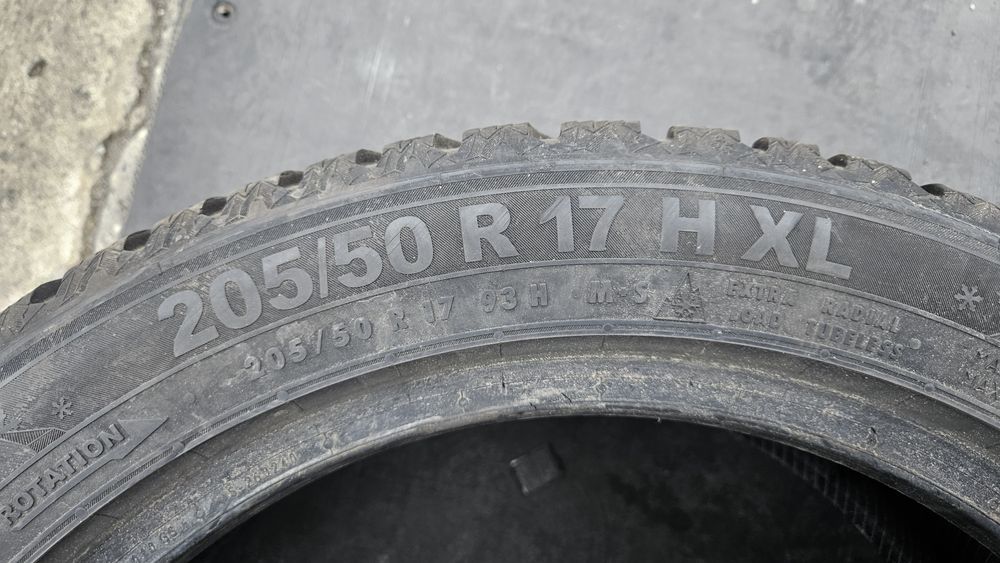 205/50 R 17 H XL
205/50 R 17 93 H M+S EXTRA LOAD RADIAL TUBELESS
ROTATION